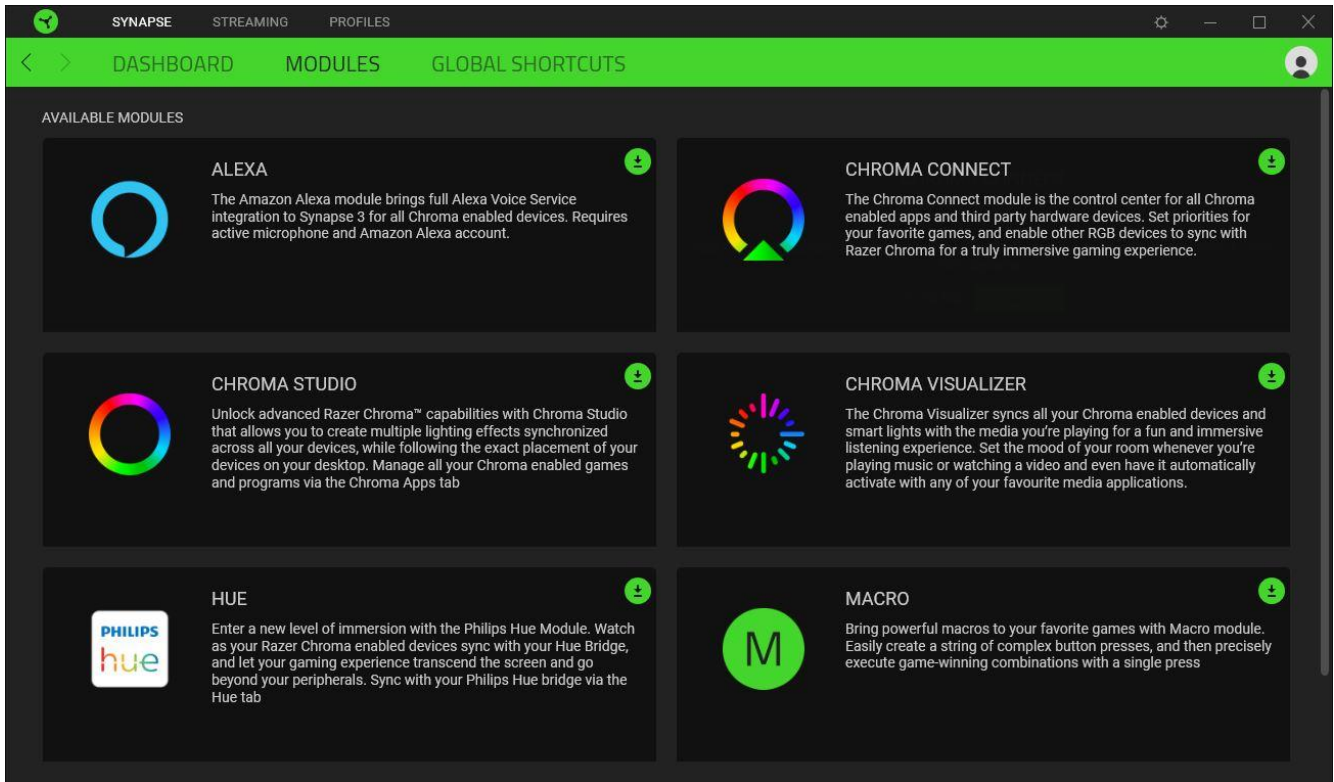 SYNAPSE STREAMING PROFILES
DASHBOARD MODULES GLOBAL SHORTCUTS
AVAILABLE MODULES
ALEXA
The Amazon Alexa module brings full Alexa Voice Service
integration to Synapse 3 for all Chroma enabled devices. Requires
active microphone and Amazon Alexa account.
CHROMA CONNECT
The Chroma Connect module is the control center for all Chroma
enabled apps and third party hardware devices. Set priorities for
your favorite games, and enable other RGB devices to sync with
Razer Chroma for a truly immersive gaming experience.
CHROMA STUDIO
Unlock advanced Razer Chroma™ capabilities with Chroma Studio
that allows you to create multiple lighting effects synchronized
across all your devices, while following the exact placement of your
devices on your desktop. Manage all your Chroma enabled games
and programs via the Chroma Apps tab
CHROMA VISUALIZER
The Chroma Visualizer syncs all your Chroma enabled devices and
smart lights with the media you're playing for a fun and immersive
listening experience. Set the mood of your room whenever you're
playing music or watching a video and even have it automatically
activate with any of your favourite media applications.
PHILIPS
hue
HUE
Enter a new level of immersion with the Philips Hue Module. Watch
as your Razer Chroma enabled devices sync with your Hue Bridge,
and let your gaming experience transcend the screen and go
beyond your peripherals. Sync with your Philips Hue bridge via the
Hue tab
M
MACRO
Bring powerful macros to your favorite games with Macro module.
Easily create a string of complex button presses, and then precisely
execute game-winning combinations with a single press